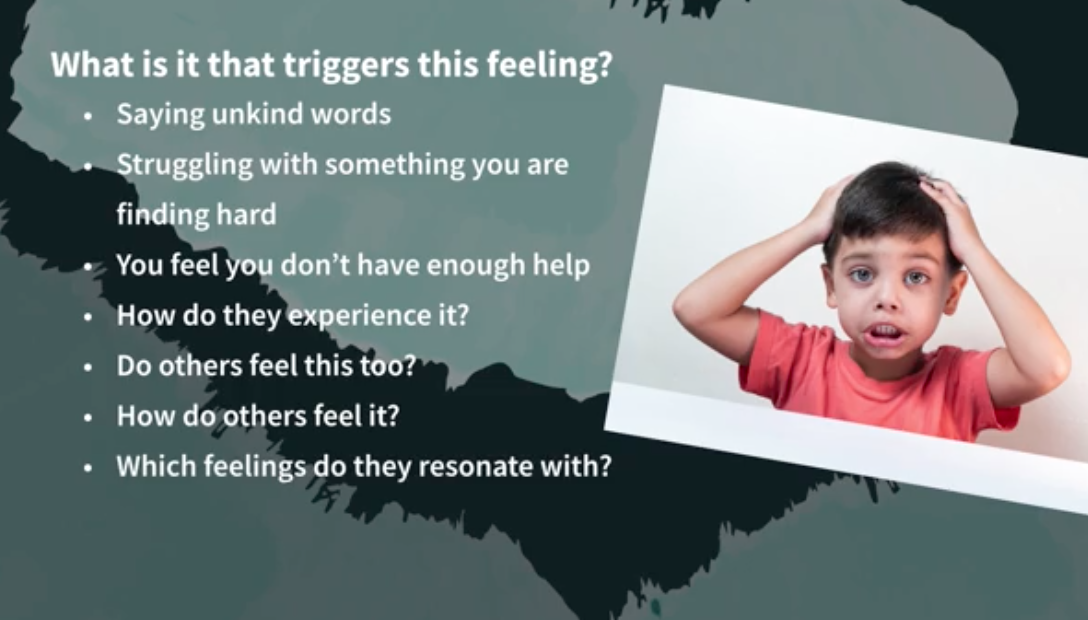 What is it that triggers this feeling?
• Saying unkind words
• Struggling with something you are
finding hard
• You feel you don’t have enough help
• How do they experience it?
• Do others feel this too?
• How do others feel it?
• Which feelings do they resonate with?